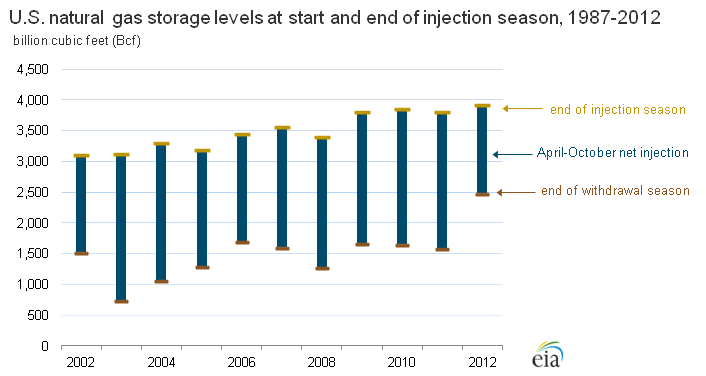 U.S. natural gas storage levels at start and end of injection season, 1987-2012
billion cubic feet (Bcf)
4,500
4,000
3,500
3,000
2,500
2,000
1,500
1,000
500
0
end of injection season
April-October net injection
end of withdrawal season
2002 2004 2006 2008 2010 2012
eia